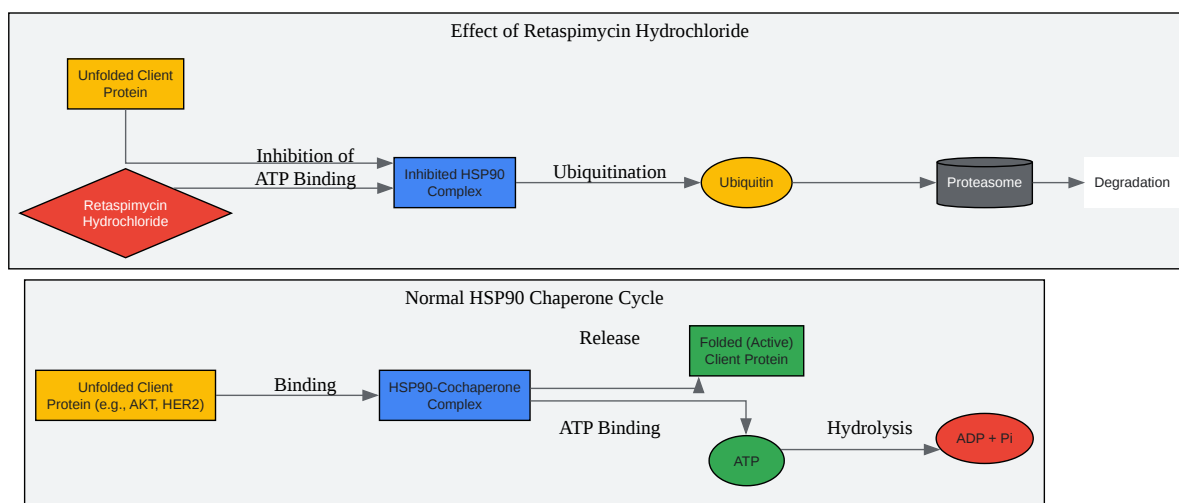 Effect of Retaspimycin Hydrochloride
Unfolded Client
Protein
Inhibition of
ATP Binding
Retaspimycin
Hydrochloride
Inhibited HSP90
Complex
Ubiquitination
Ubiquitin
Proteasome
Degradation
Normal HSP90 Chaperone Cycle
Unfolded Client
Protein (e.g., AKT, HER2)
Binding
HSP90-Cochaperone
Complex
Release
Folded (Active)
Client Protein
ATP Binding
ATP
Hydrolysis
ADP + Pi